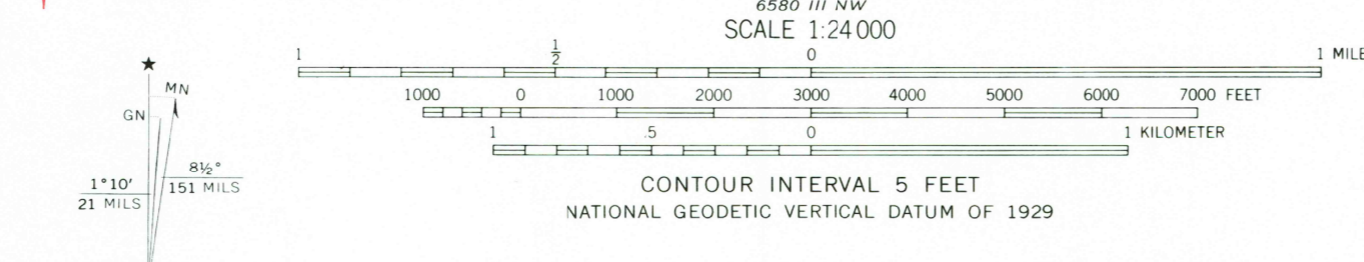 6580 III NW
SCALE 1:24 000
1 1/2 0 1 MILE
1000 0 1000 2000 3000 4000 5000 6000 7000 FEET
1 .5 0 1 KILOMETER
CONTOUR INTERVAL 5 FEET
NATIONAL GEODETIC VERTICAL DATUM OF 1929
★
MN
GN
1°10′
21 MILS
8½°
151 MILS